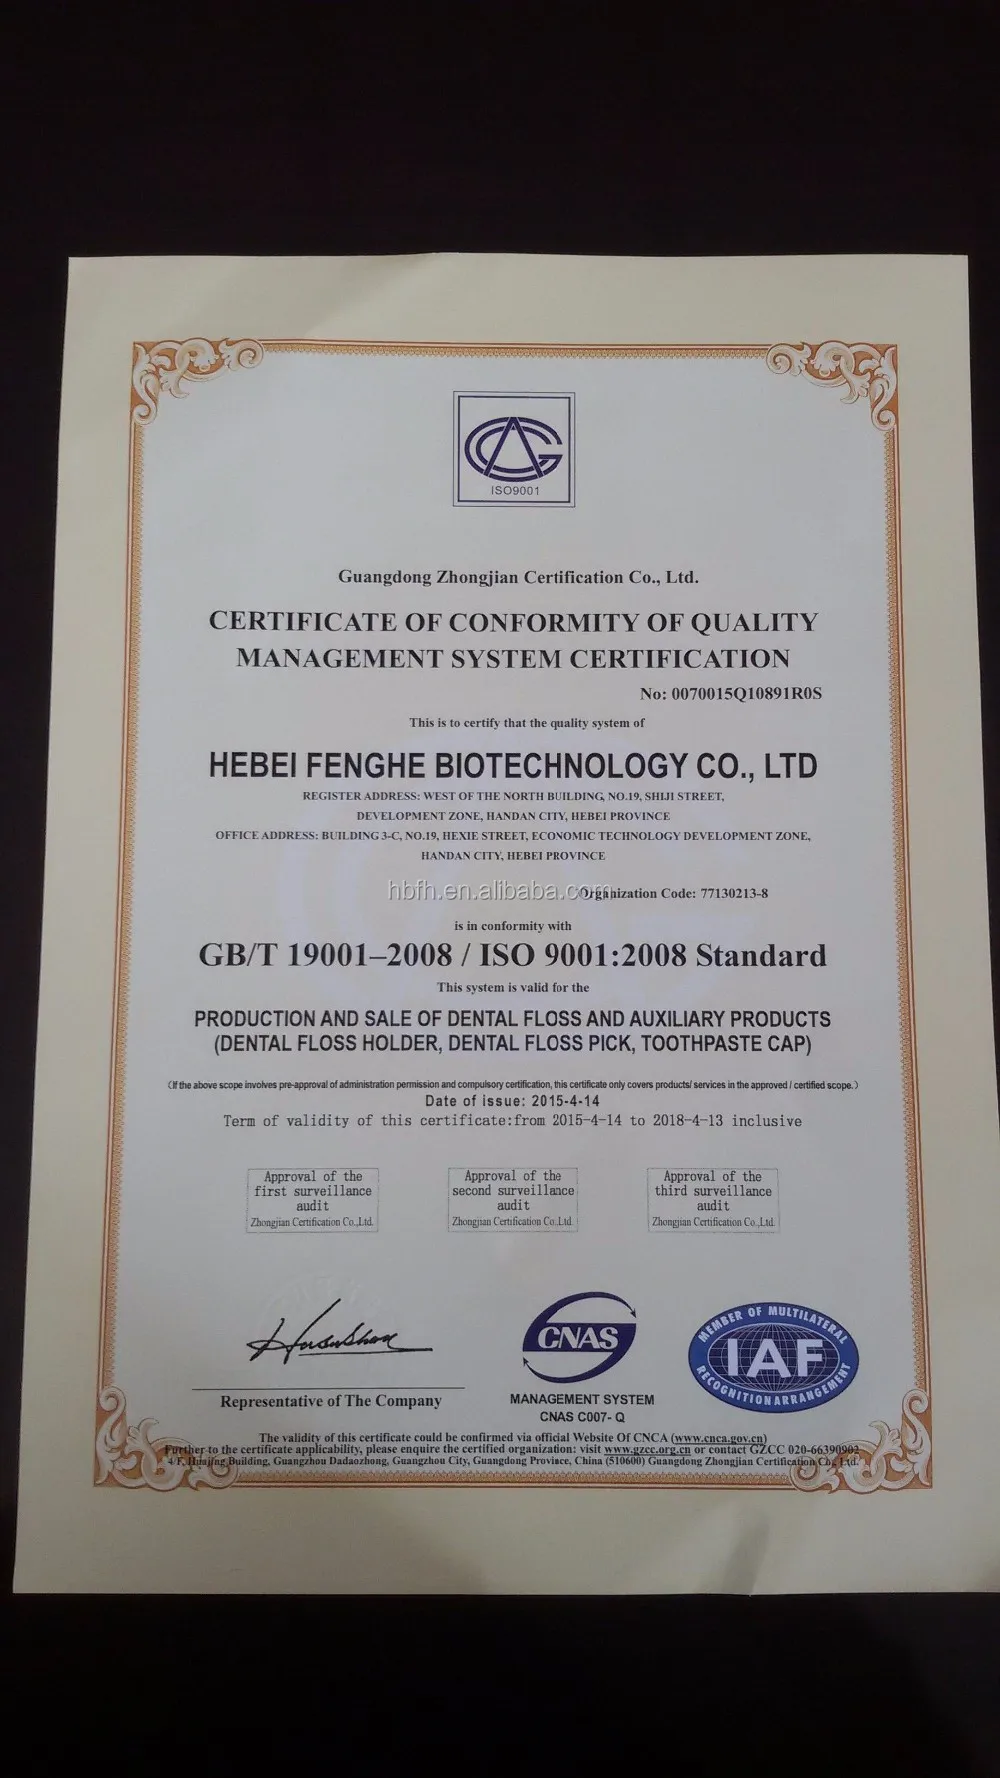 ISO9001
Guangdong Zhongjian Certification Co., Ltd.
CERTIFICATE OF CONFORMITY OF QUALITY
MANAGEMENT SYSTEM CERTIFICATION
No: 0070015Q10891R0S
This is to certify that the quality system of
HEBEI FENGHE BIOTECHNOLOGY CO., LTD
REGISTER ADDRESS: WEST OF THE NORTH BUILDING, NO.19, SHIJI STREET,
DEVELOPMENT ZONE, HANDAN CITY, HEBEI PROVINCE
OFFICE ADDRESS: BUILDING 3-C, NO.19, HEXIE STREET, ECONOMIC TECHNOLOGY DEVELOPMENT ZONE,
HANDAN CITY, HEBEI PROVINCE
hbfh.en.alibaba.com
Organization Code: 77130213-8
is in conformity with
GB/T 19001–2008 / ISO 9001:2008 Standard
This system is valid for the
PRODUCTION AND SALE OF DENTAL FLOSS AND AUXILIARY PRODUCTS
(DENTAL FLOSS HOLDER, DENTAL FLOSS PICK, TOOTHPASTE CAP)
(If the above scope involves pre-approval of administration permission and compulsory certification, this certificate only covers products/ services in the approved / certified scope.)
Date of issue: 2015-4-14
Term of validity of this certificate:from 2015-4-14 to 2018-4-13 inclusive
Approval of the
first surveillance
audit
Zhongjian Certification Co.,Ltd.
Approval of the
second surveillance
audit
Zhongjian Certification Co.,Ltd.
Approval of the
third surveillance
audit
Zhongjian Certification Co.,Ltd.
Representative of The Company
CNAS
MANAGEMENT SYSTEM
CNAS C007- Q
MEMBER OF MULTILATERAL
IAF
RECOGNITION ARRANGEMENT
The validity of this certificate could be confirmed via official Website Of CNCA (www.cnca.gov.cn)
Further to the certificate applicability, please enquire the certified organization: visit www.gzcc.org.cn or contact GZCC 020-66390902
4/F, Huajing Building, Guangzhou Dadaozhong, Guangzhou City, Guangdong Province, China (510600) Guangdong Zhongjian Certification Co., Ltd.